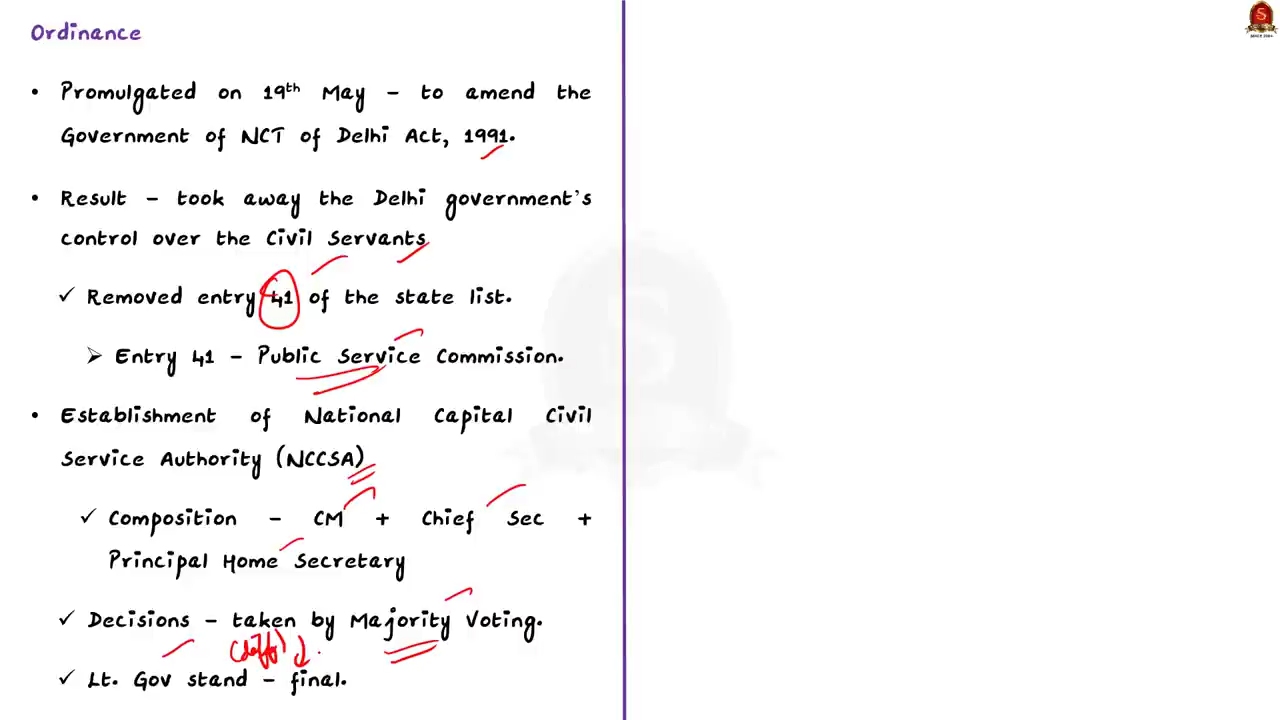 Ordinance
• Promulgated on 19th May – to amend the
Government of NCT of Delhi Act, 1991.
• Result – took away the Delhi government's
control over the Civil Servants
✓ Removed entry 41 of the state list.
➢ Entry 41 – Public Service Commission.
• Establishment of National Capital Civil
Service Authority (NCCSA)
✓ Composition – CM + Chief Sec +
Principal Home Secretary
✓ Decisions – taken by Majority Voting.
✓ Lt. Gov stand – final.
S